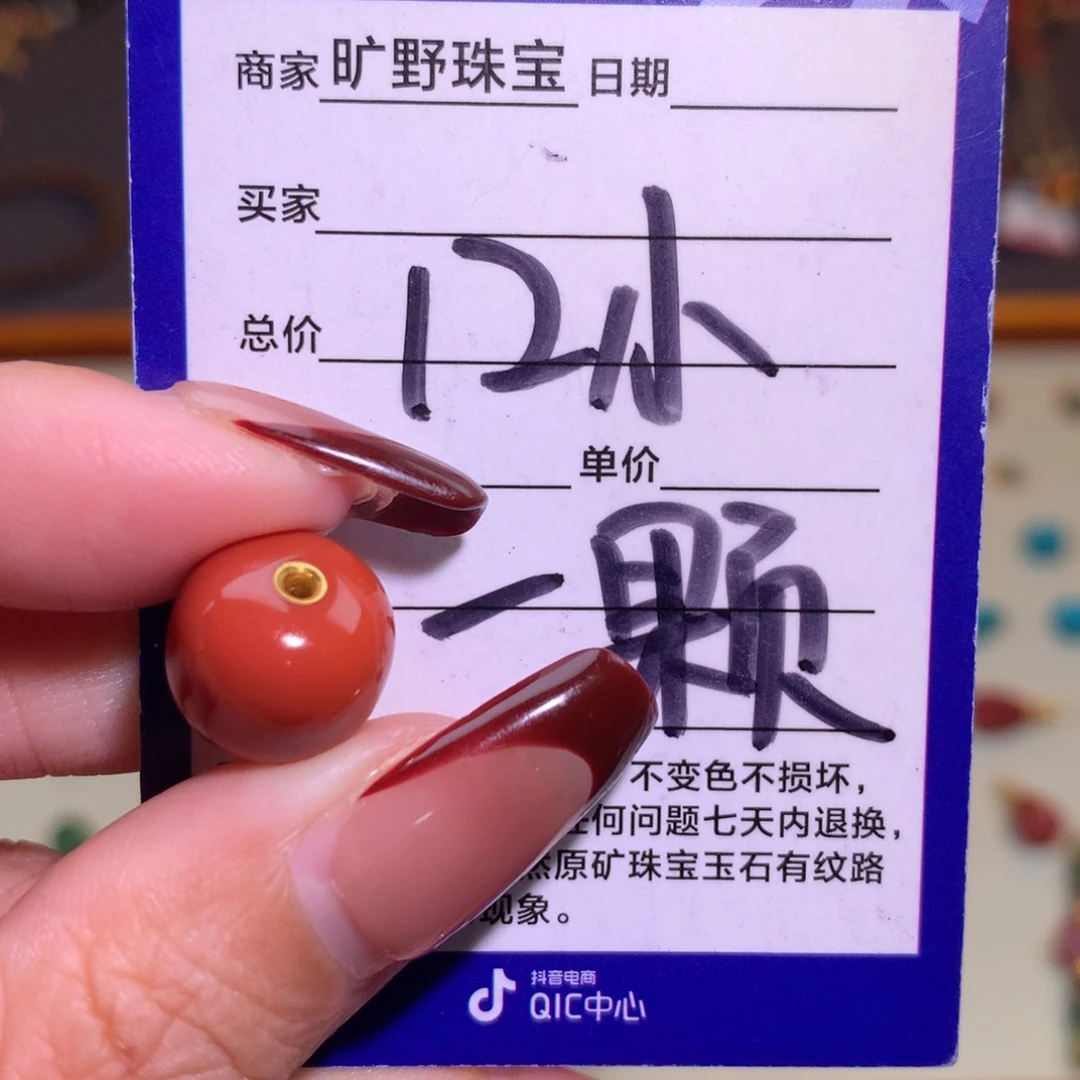 商家 旷野珠宝 日期
买家
12小
总价
单价
一颗
不变色不损坏，
任何问题七天内退换，
然原矿珠宝玉石有纹路
现象。
抖音电商
QIC中心